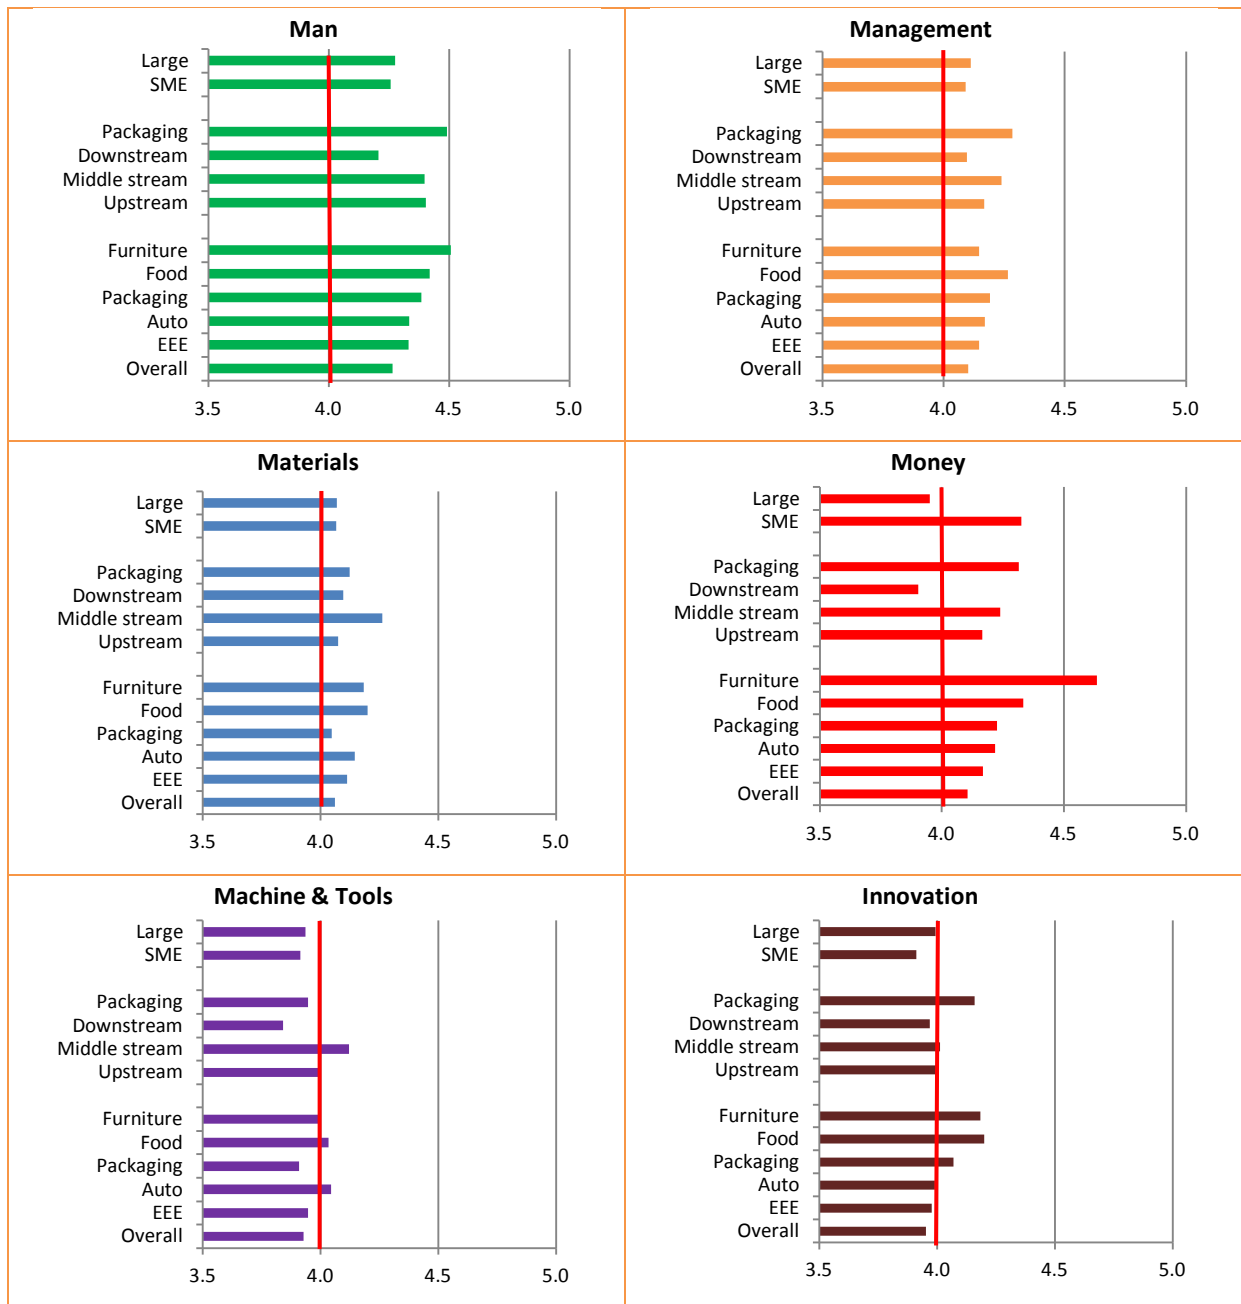 Man
Large
SME
Packaging
Downstream
Middle stream
Upstream
Furniture
Food
Packaging
Auto
EEE
Overall
3.5 4.0 4.5 5.0
Management
Large
SME
Packaging
Downstream
Middle stream
Upstream
Furniture
Food
Packaging
Auto
EEE
Overall
3.5 4.0 4.5 5.0
Materials
Large
SME
Packaging
Downstream
Middle stream
Upstream
Furniture
Food
Packaging
Auto
EEE
Overall
3.5 4.0 4.5 5.0
Money
Large
SME
Packaging
Downstream
Middle stream
Upstream
Furniture
Food
Packaging
Auto
EEE
Overall
3.5 4.0 4.5 5.0
Machine & Tools
Large
SME
Packaging
Downstream
Middle stream
Upstream
Furniture
Food
Packaging
Auto
EEE
Overall
3.5 4.0 4.5 5.0
Innovation
Large
SME
Packaging
Downstream
Middle stream
Upstream
Furniture
Food
Packaging
Auto
EEE
Overall
3.5 4.0 4.5 5.0